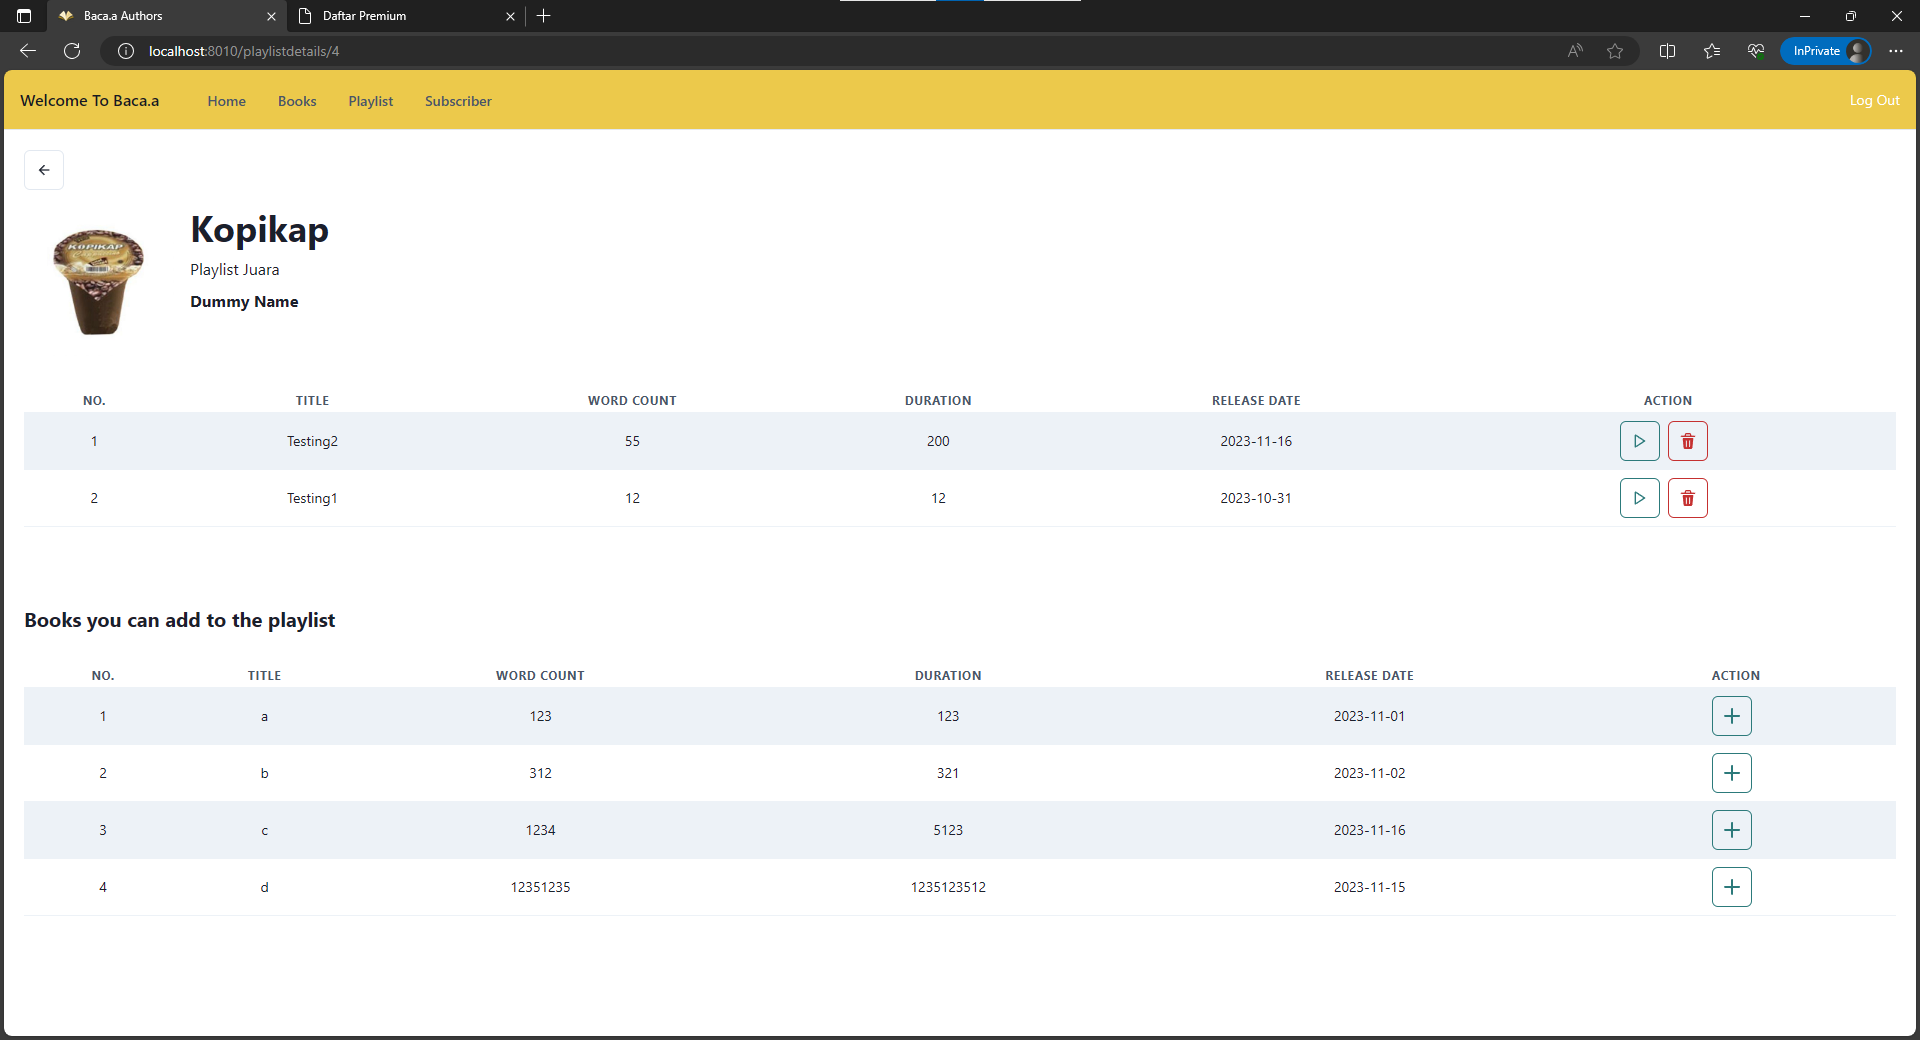 Baca.a Authors
Daftar Premium
localhost:8010/playlistdetails/4
InPrivate
Welcome To Baca.a Home Books Playlist Subscriber Log Out
Kopikap
KOPIKAP
Playlist Juara
Dummy Name
NO. TITLE WORD COUNT DURATION RELEASE DATE ACTION
1 Testing2 55 200 2023-11-16
2 Testing1 12 12 2023-10-31
Books you can add to the playlist
NO. TITLE WORD COUNT DURATION RELEASE DATE ACTION
1 a 123 123 2023-11-01
2 b 312 321 2023-11-02
3 c 1234 5123 2023-11-16
4 d 12351235 1235123512 2023-11-15